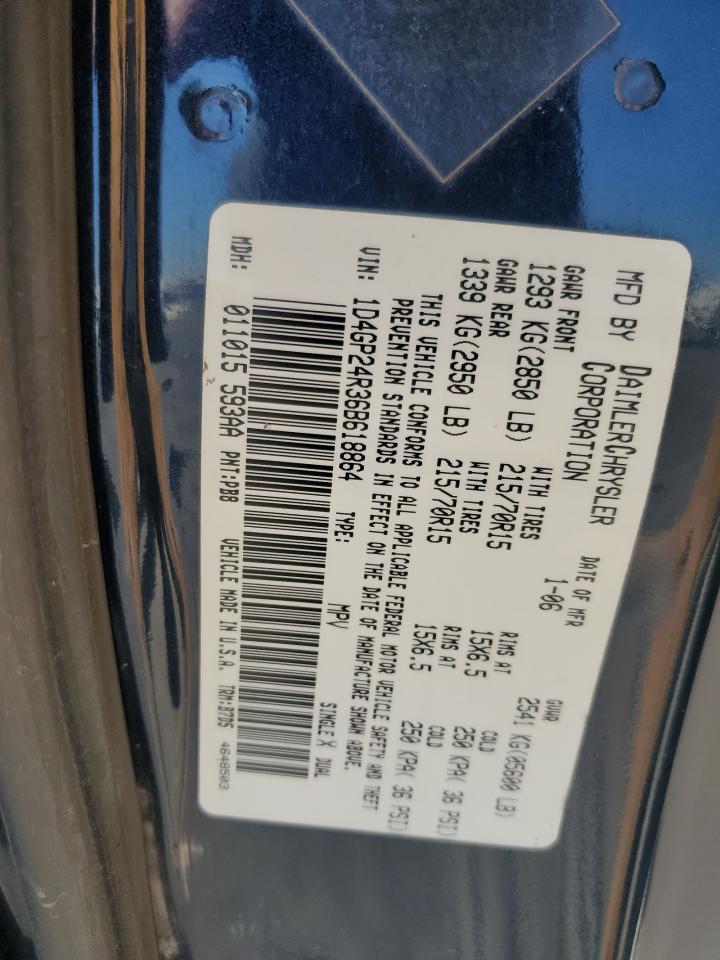 MFD BY DAIMLERCHRYSLER CORPORATION
DATE OF MFR 1-06
GVWR 2541 KG(05600 LB)
GAWR FRONT WITH TIRES RIMS AT COLD
1293 KG(2850 LB) 215/70R15 15X6.5 250 KPA( 36 PSI)
GAWR REAR WITH TIRES RIMS AT COLD
1339 KG(2950 LB) 215/70R15 15X6.5 250 KPA( 36 PSI)
THIS VEHICLE CONFORMS TO ALL APPLICABLE FEDERAL MOTOR VEHICLE SAFETY AND THEFT
PREVENTION STANDARDS IN EFFECT ON THE DATE OF MANUFACTURE SHOWN ABOVE.
VIN: 1D4GP24R36B618864 TYPE: MPV SINGLE X DUAL
MDH: 011015 593AA PNT:PB8 VEHICLE MADE IN U.S.A. TRM:B7D5 4648503